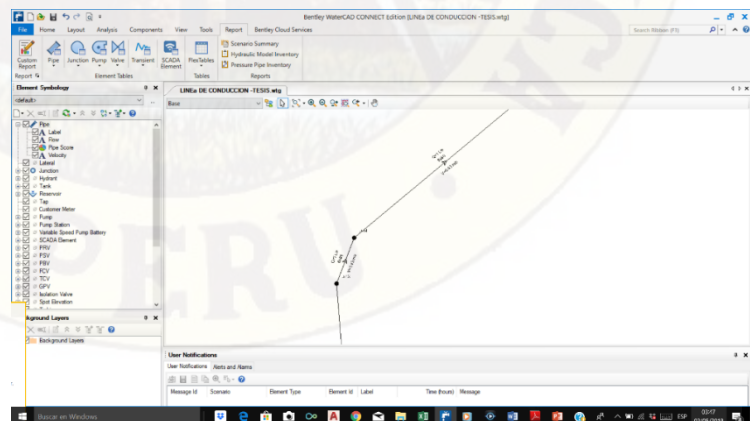 Bentley WaterCAD CONNECT Edition [LINEa DE CONDUCCION -TESIS.wtg]
File Home Layout Analysis Components View Tools Report Bentley Cloud Services
Search Ribbon (F3)
Custom Report Pipe Junction Pump Valve Transient SCADA Element FlexTables
Scenario Summary
Hydraulic Model Inventory
Pressure Pipe Inventory
Report Element Tables Tables Reports
Element Symbology
LINEa DE CONDUCCION -TESIS.wtg
<default>
Base
Pipe
Label
Flow
Pipe Score
Velocity
Lateral
Junction
Hydrant
Tank
Reservoir
Tap
Customer Meter
Pump
Pump Station
Variable Speed Pump Battery
SCADA Element
PRV
PSV
PBV
FCV
TCV
GPV
Isolation Valve
Spot Elevation
kground Layers
Background Layers
User Notifications
User Notifications Alerts and Alarms
Message Id Scenario Element Type Element Id Label Time (hours) Message
Buscar en Windows
ESP
03:47
PERU